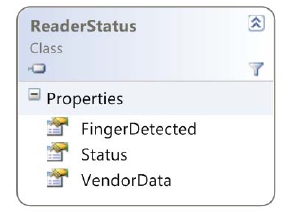 ReaderStatus
Class
Properties
FingerDetected
Status
VendorData